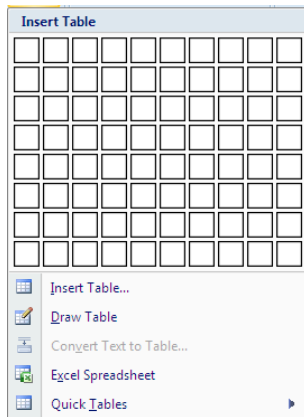 Insert Table
Insert Table...
Draw Table
Convert Text to Table...
Excel Spreadsheet
Quick Tables